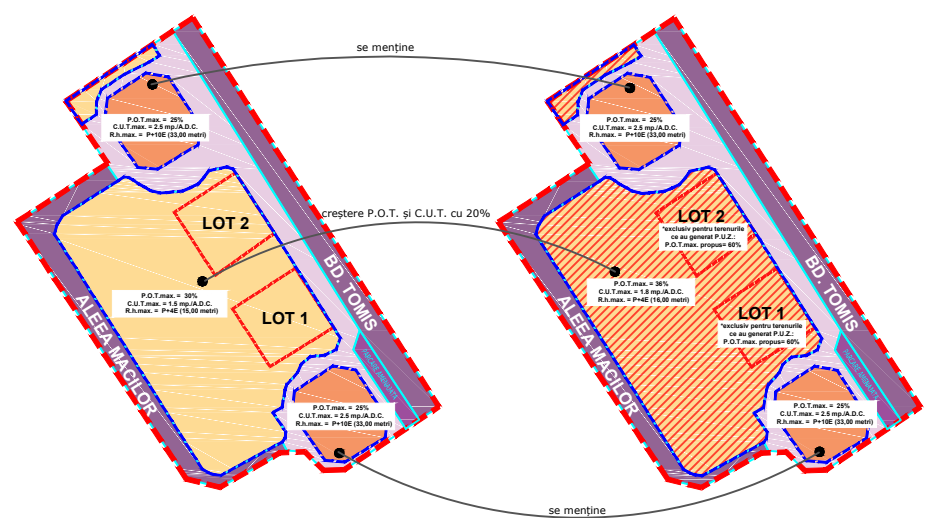 se menține
P.O.T.max. = 25%
C.U.T.max. = 2.5 mp./A.D.C.
R.h.max. = P+10E (33,00 metri)
P.O.T.max. = 25%
C.U.T.max. = 2.5 mp./A.D.C.
R.h.max. = P+10E (33,00 metri)
creștere P.O.T. și C.U.T. cu 20%
LOT 2
P.O.T.max. = 30%
C.U.T.max. = 1.5 mp./A.D.C.
R.h.max. = P+4E (15,00 metri)
LOT 1
BD. TOMIS
ALEEA MACILOR
P.O.T.max. = 25%
C.U.T.max. = 2.5 mp./A.D.C.
R.h.max. = P+10E (33,00 metri)
LOT 2
*exclusiv pentru terenurile
ce au generat P.U.Z.:
P.O.T.max. propus= 60%
P.O.T.max. = 36%
C.U.T.max. = 1.8 mp./A.D.C.
R.h.max. = P+4E (16,00 metri)
LOT 1
*exclusiv pentru terenurile
ce au generat P.U.Z.:
P.O.T.max. propus= 60%
BD. TOMIS
ALEEA MACILOR
P.O.T.max. = 25%
C.U.T.max. = 2.5 mp./A.D.C.
R.h.max. = P+10E (33,00 metri)
se menține